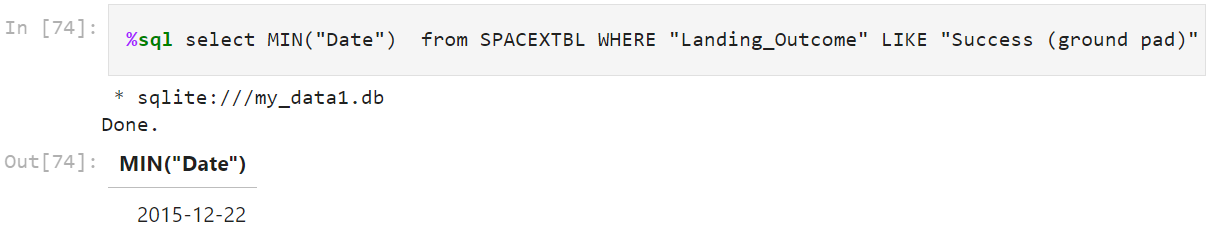 In [74]: %sql select MIN("Date")  from SPACEXTBL WHERE "Landing_Outcome" LIKE "Success (ground pad)"
* sqlite:///my_data1.db
Done.
Out[74]: MIN("Date")
2015-12-22